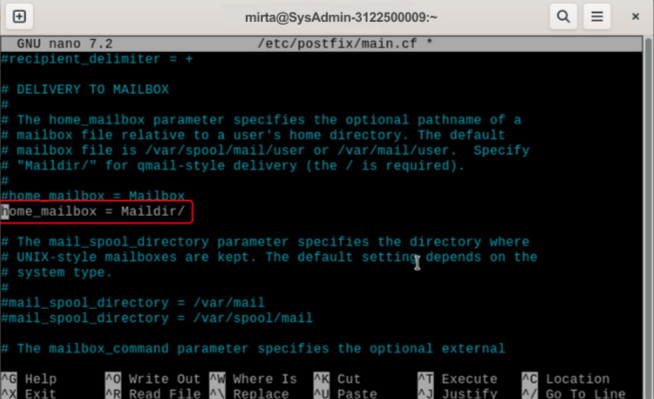 mirta@SysAdmin-3122500009:~
GNU nano 7.2 /etc/postfix/main.cf *
#recipient_delimiter = +
# DELIVERY TO MAILBOX
#
# The home_mailbox parameter specifies the optional pathname of a
# mailbox file relative to a user's home directory. The default
# mailbox file is /var/spool/mail/user or /var/mail/user.  Specify
# "Maildir/" for qmail-style delivery (the / is required).
#
#home_mailbox = Mailbox
home_mailbox = Maildir/
# The mail_spool_directory parameter specifies the directory where
# UNIX-style mailboxes are kept. The default setting depends on the
# system type.
#
#mail_spool_directory = /var/mail
#mail_spool_directory = /var/spool/mail
# The mailbox_command parameter specifies the optional external
^G Help ^O Write Out ^W Where Is ^K Cut ^T Execute ^C Location
^X Exit ^R Read File ^\ Replace ^U Paste ^J Justify ^/ Go To Line